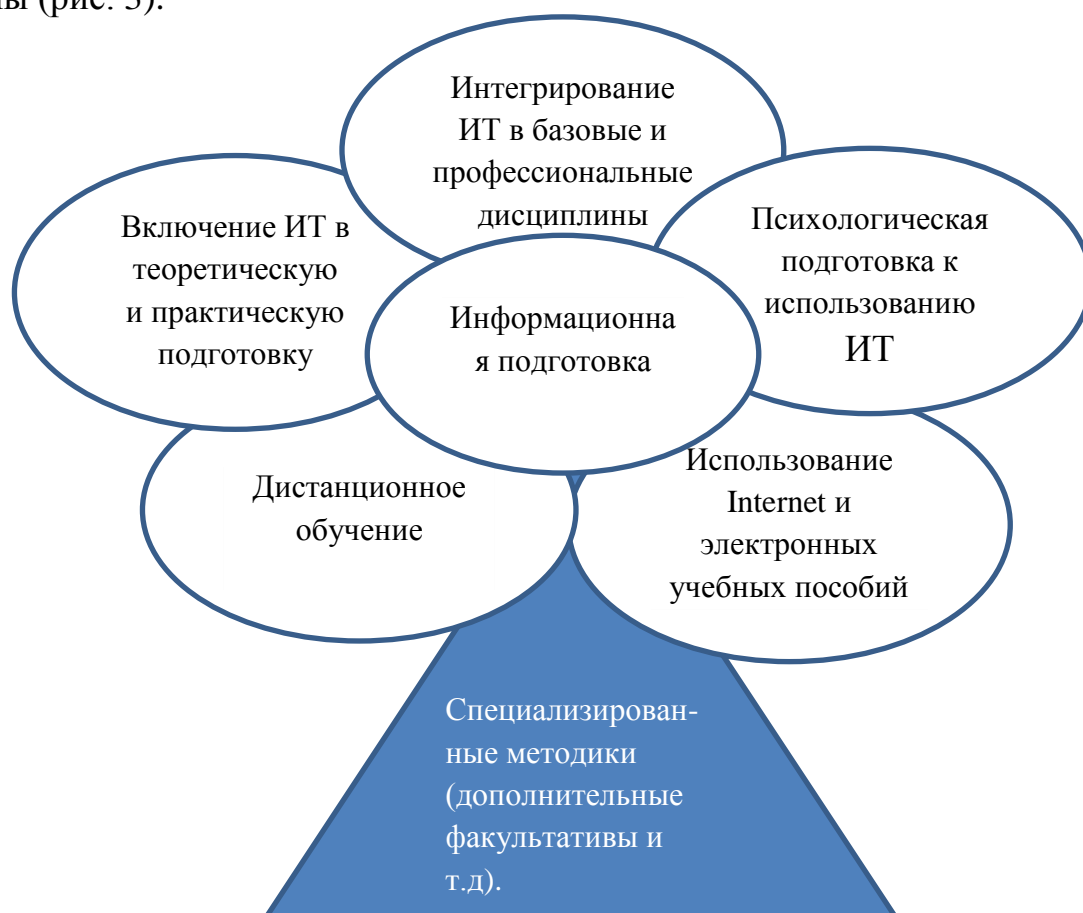 ы (рис. 3).
Интегрирование
ИТ в базовые и
профессиональные
дисциплины
Включение ИТ в
теоретическую
и практическую
подготовку
Психологическая
подготовка к
использованию
ИТ
Информационна
я подготовка
Дистанционное
обучение
Использование
Internet и
электронных
учебных пособий
Специализирован-
ные методики
(дополнительные
факультативы и
т.д).